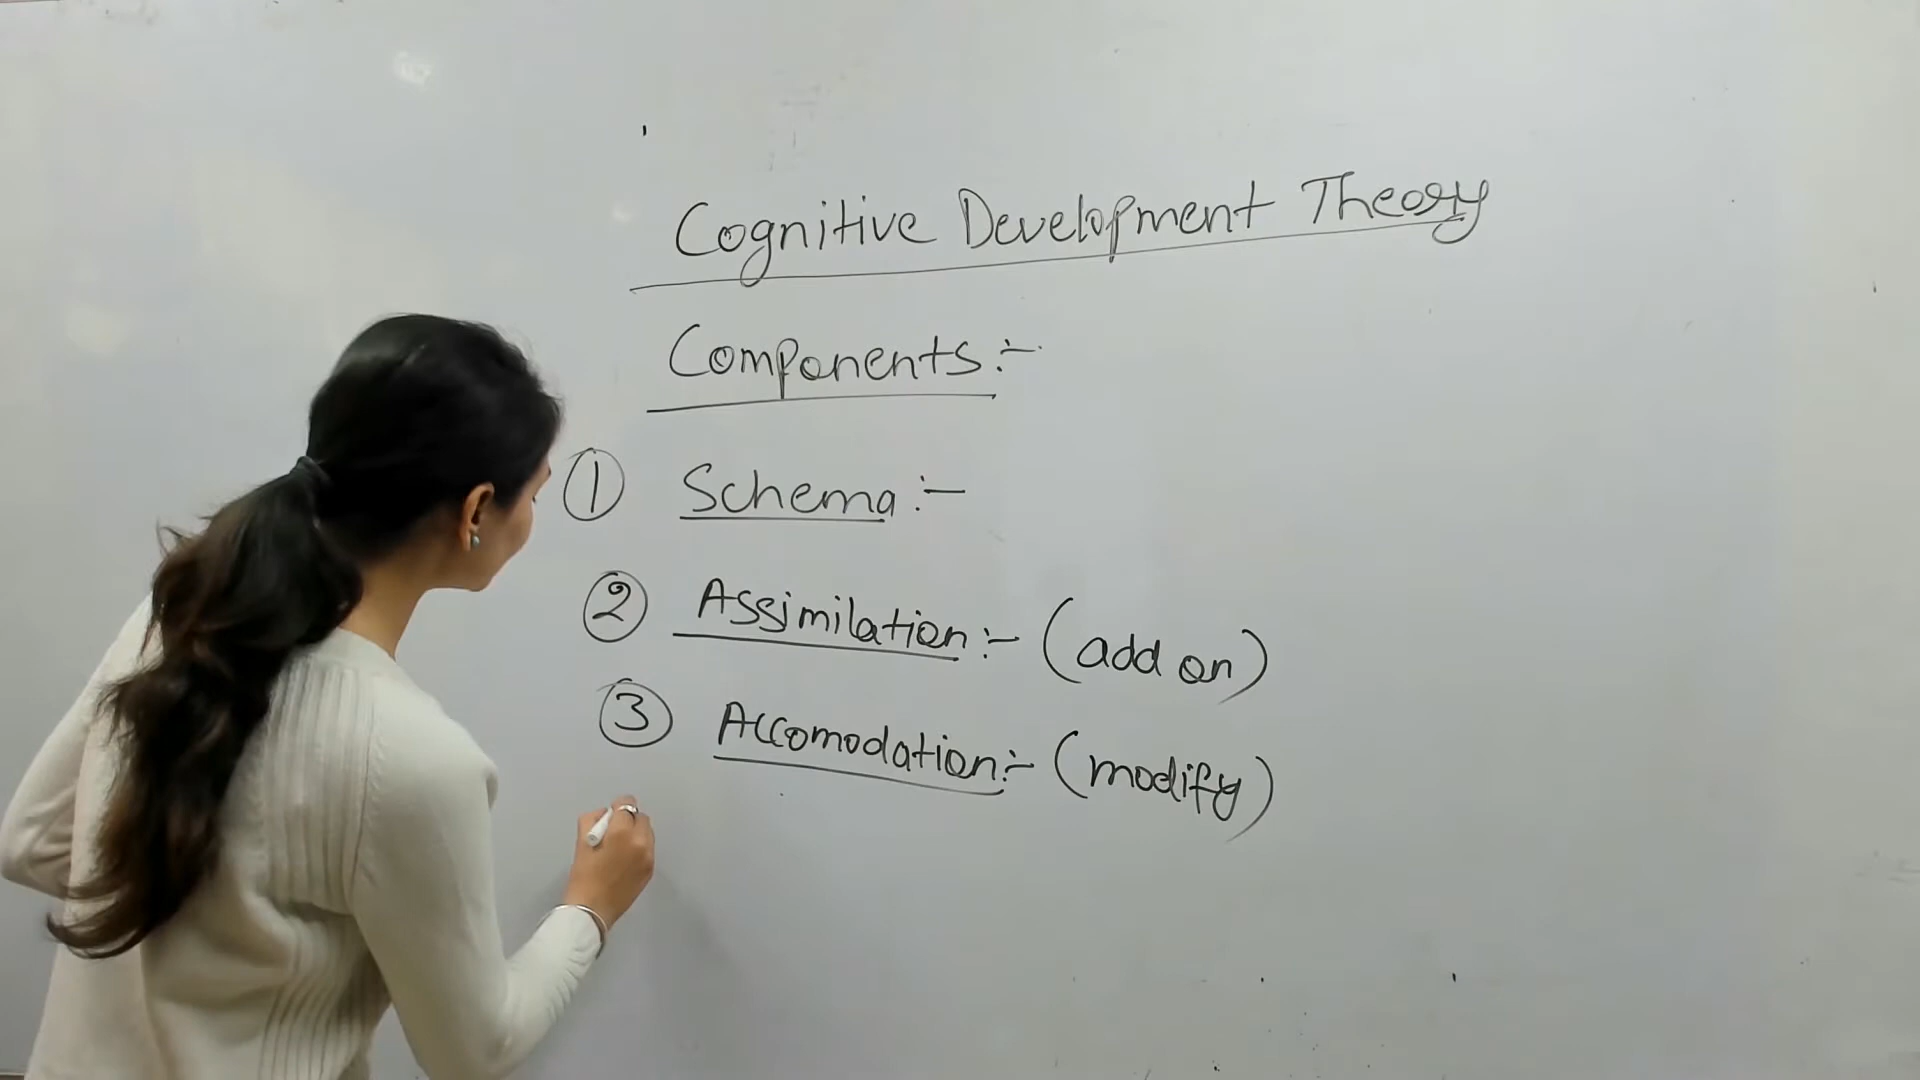 Cognitive Development Theory
Components:-
① Schema:-
② Assimilation:- (add on)
③ Accomodation:- (modify)